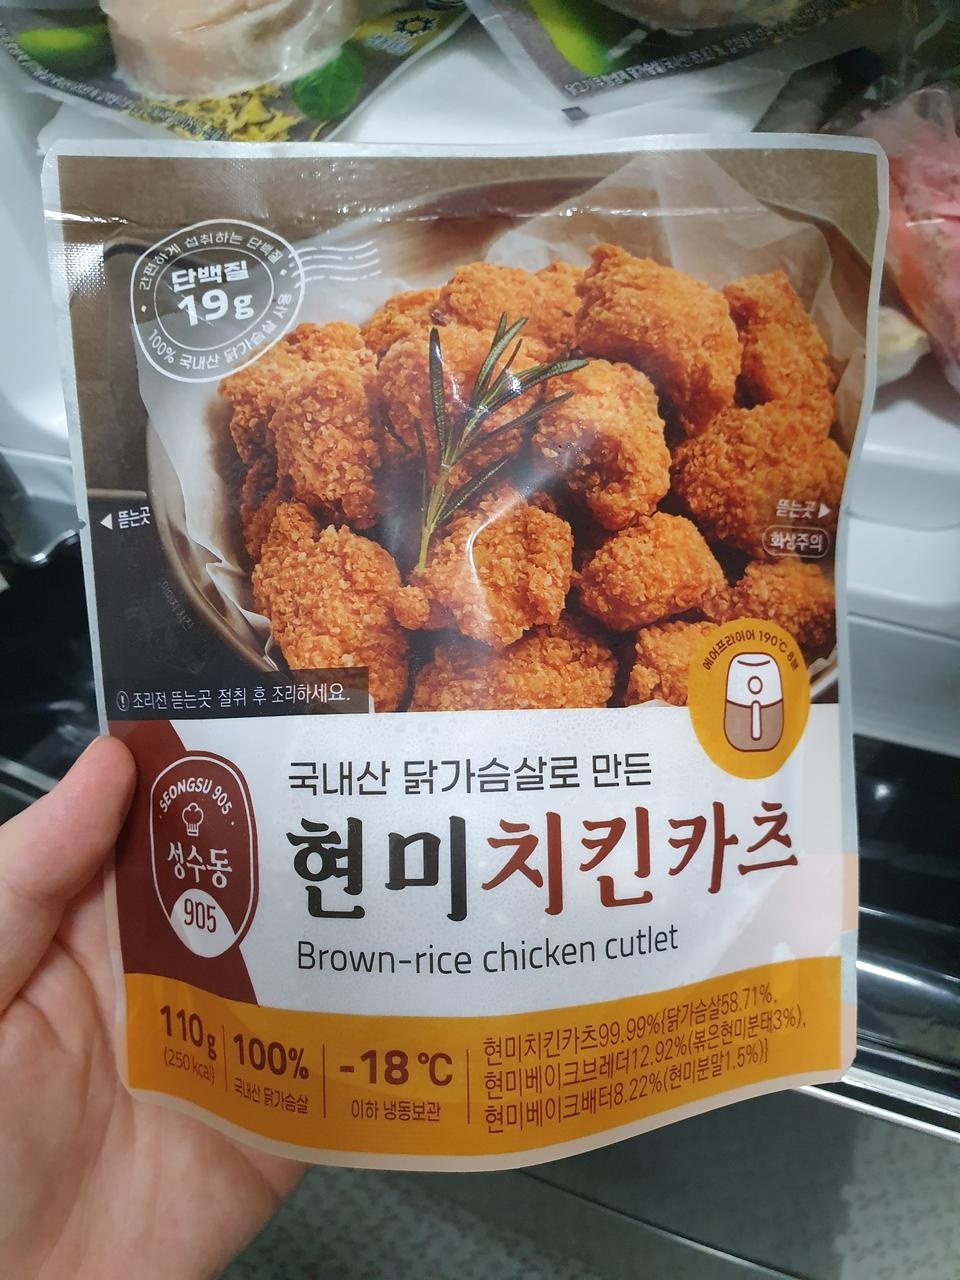 간편하게 섭취하는 단백질
단백질
19g
100% 국내산 닭가슴살 사용
◀ 뜯는곳
뜯는곳 ▶
화상주의
이미지 사진
에어프라이어 190℃ 8분
조리전 뜯는곳 절취 후 조리하세요.
SEONGSU 905
성수동
905
국내산 닭가슴살로 만든
현미치킨카츠
Brown-rice chicken cutlet
110g
(250 kcal)
100%
국내산 닭가슴살
-18℃
이하 냉동보관
현미치킨카츠99.99%{닭가슴살58.71%,
현미베이크브레더12.92%(볶은현미분태3%),
현미베이크배터8.22%(현미분말1.5%)}